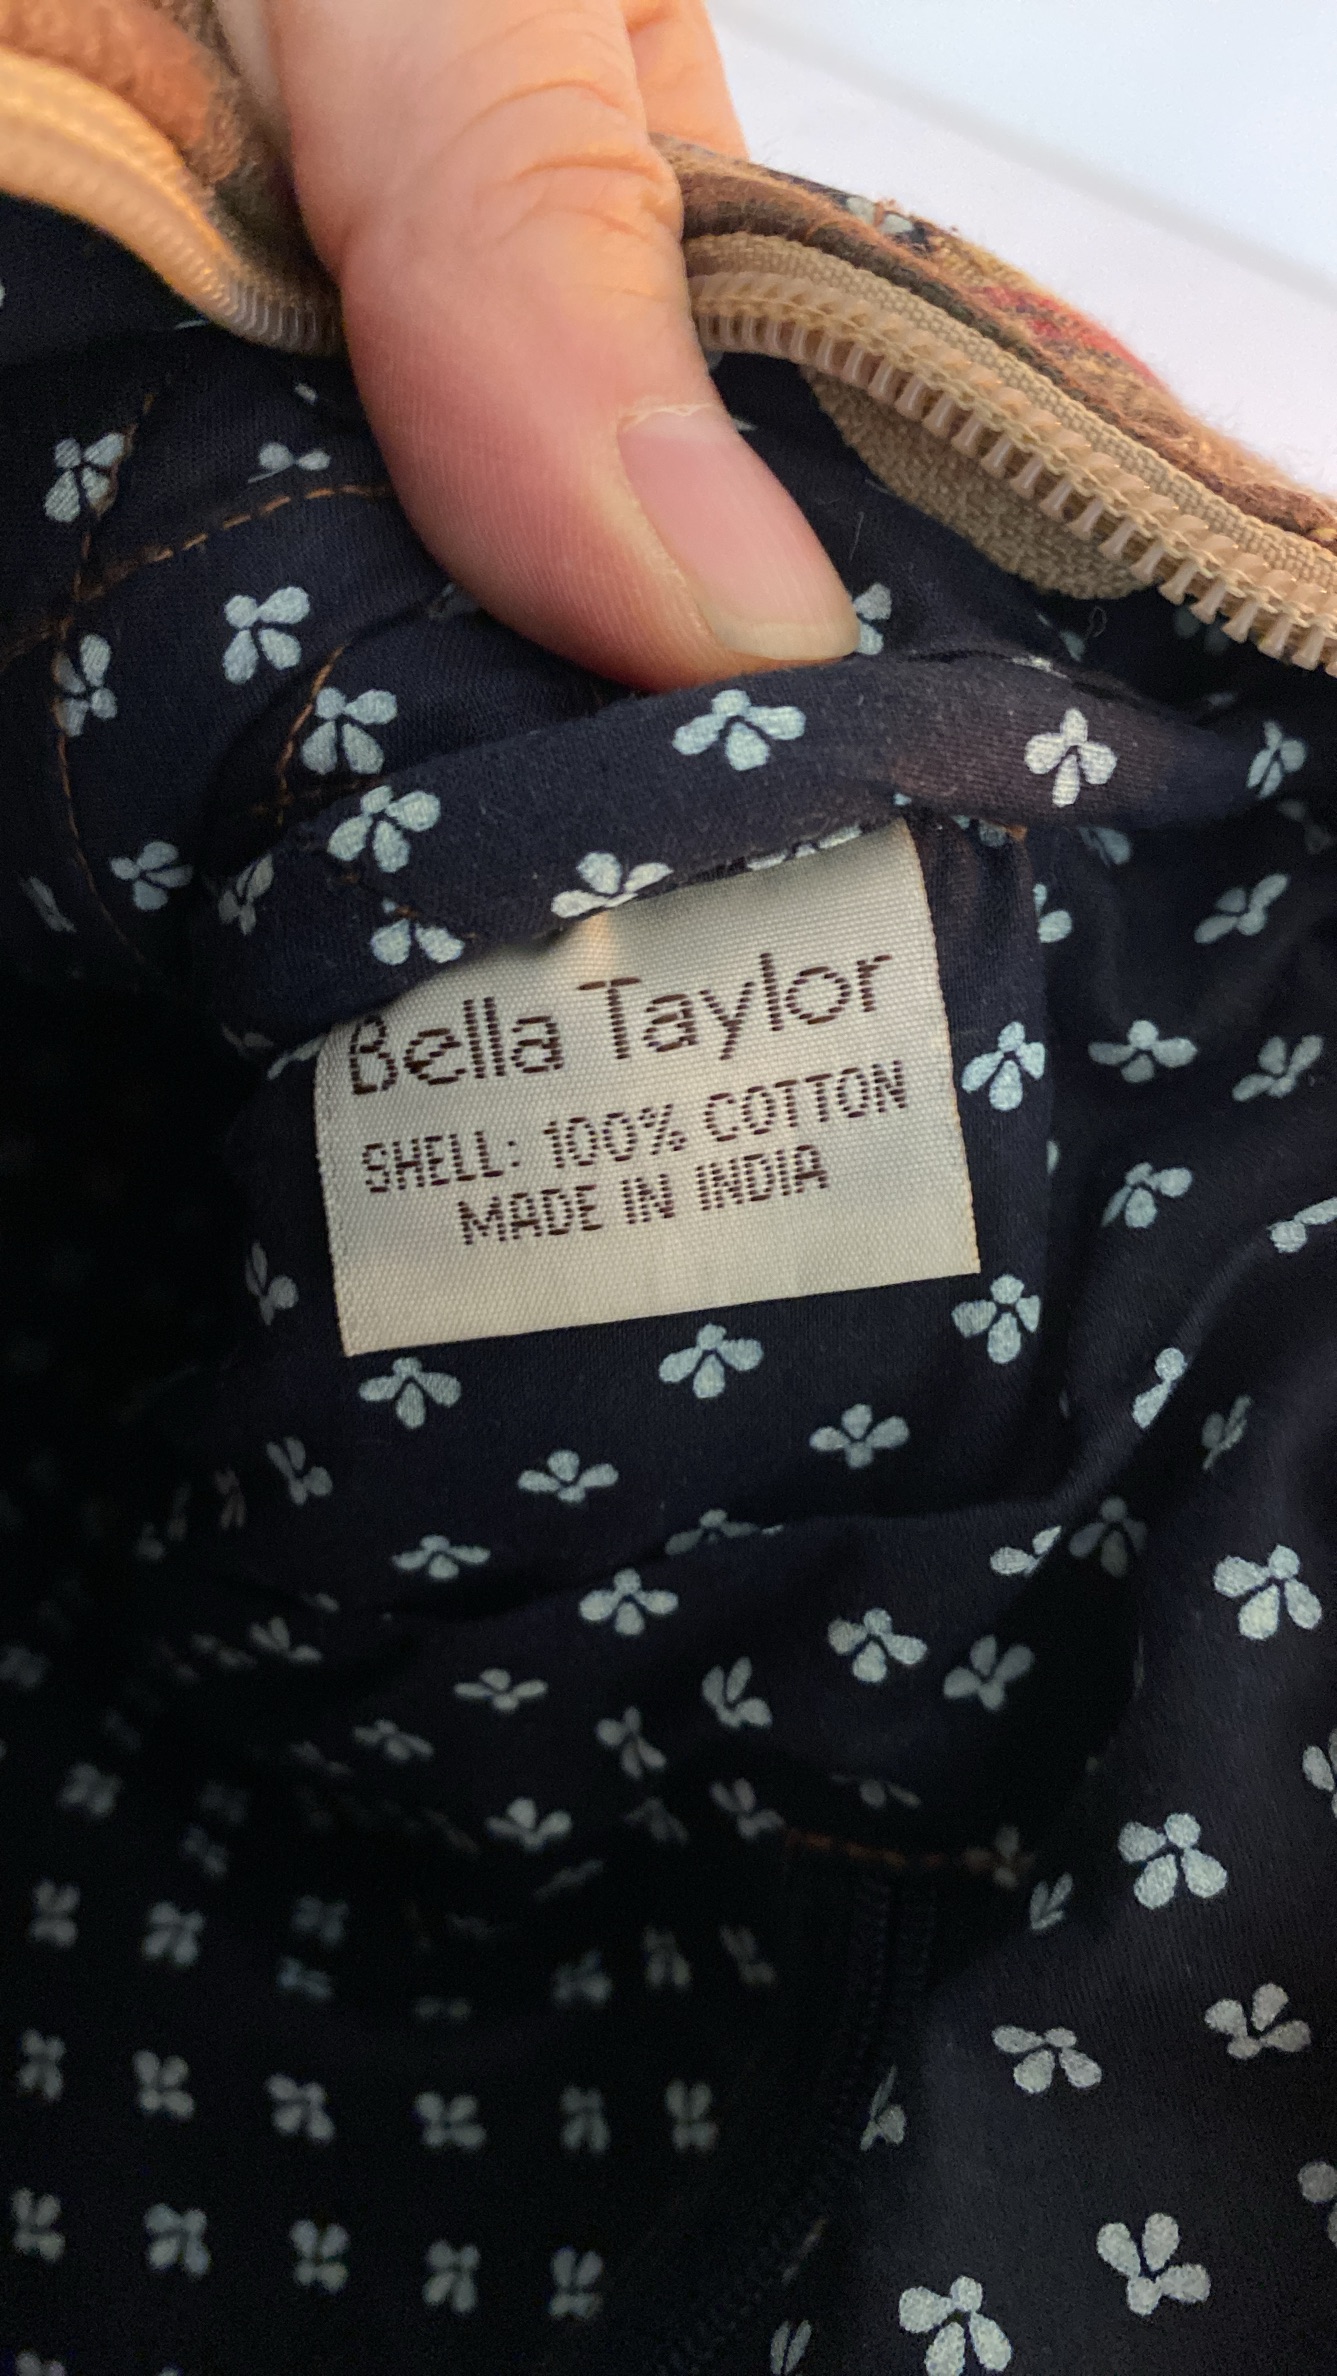 Bella Taylor
SHELL: 100% COTTON
MADE IN INDIA